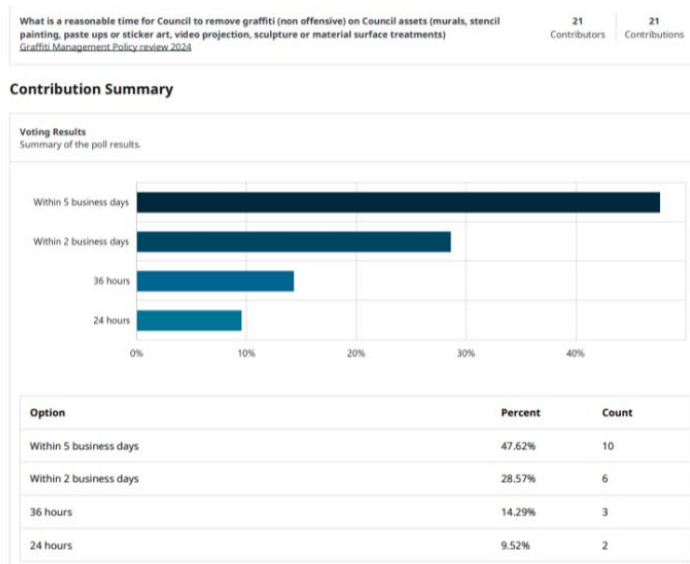 What is a reasonable time for Council to remove graffiti (non offensive) on Council assets (murals, stencil
painting, paste ups or sticker art, video projection, sculpture or material surface treatments)
Graffiti Management Policy review 2024
21
Contributors
21
Contributions
Contribution Summary
Voting Results
Summary of the poll results.
Within 5 business days
Within 2 business days
36 hours
24 hours
0% 10% 20% 30% 40%
Option Percent Count
Within 5 business days 47.62% 10
Within 2 business days 28.57% 6
36 hours 14.29% 3
24 hours 9.52% 2